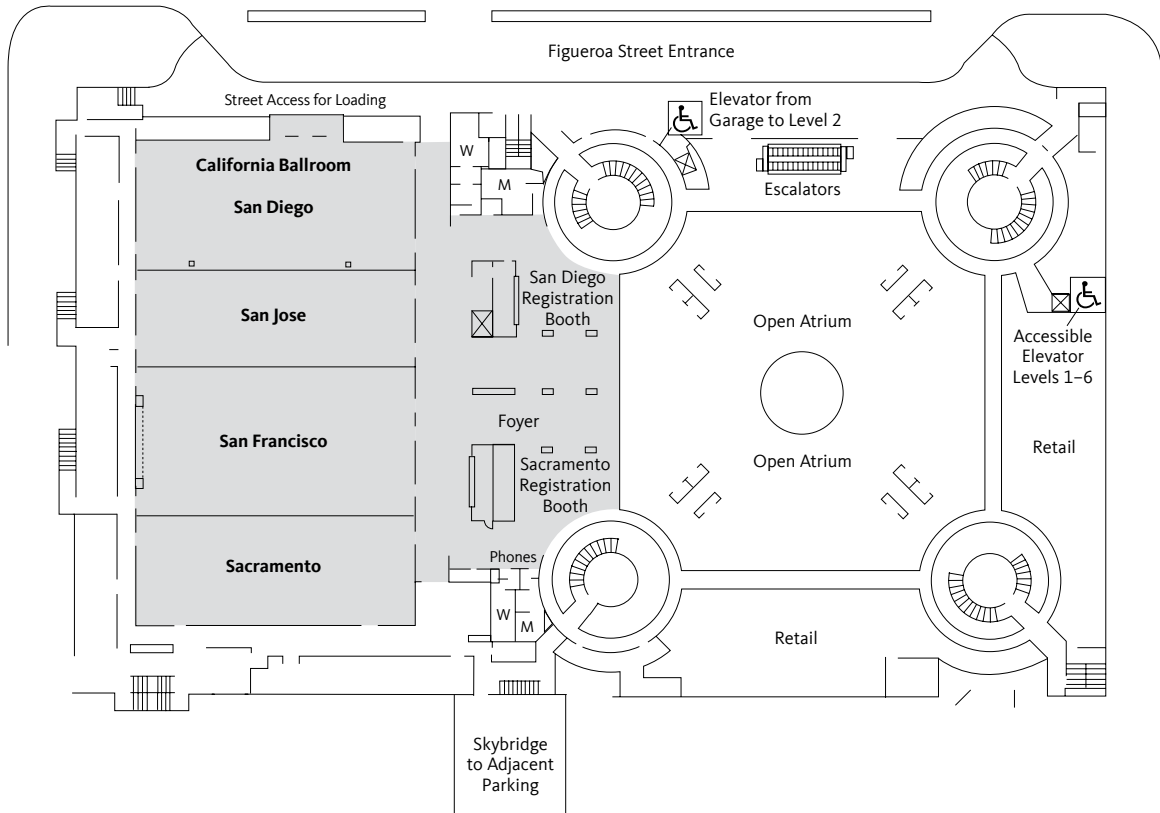 Figueroa Street Entrance
Street Access for Loading
Elevator from
Garage to Level 2
W
M
California Ballroom
San Diego
Escalators
San Diego
Registration
Booth
San Jose
Open Atrium
Accessible
Elevator
Levels 1–6
Foyer
San Francisco
Retail
Open Atrium
Sacramento
Registration
Booth
Phones
Sacramento
W
M
Retail
Skybridge
to Adjacent
Parking